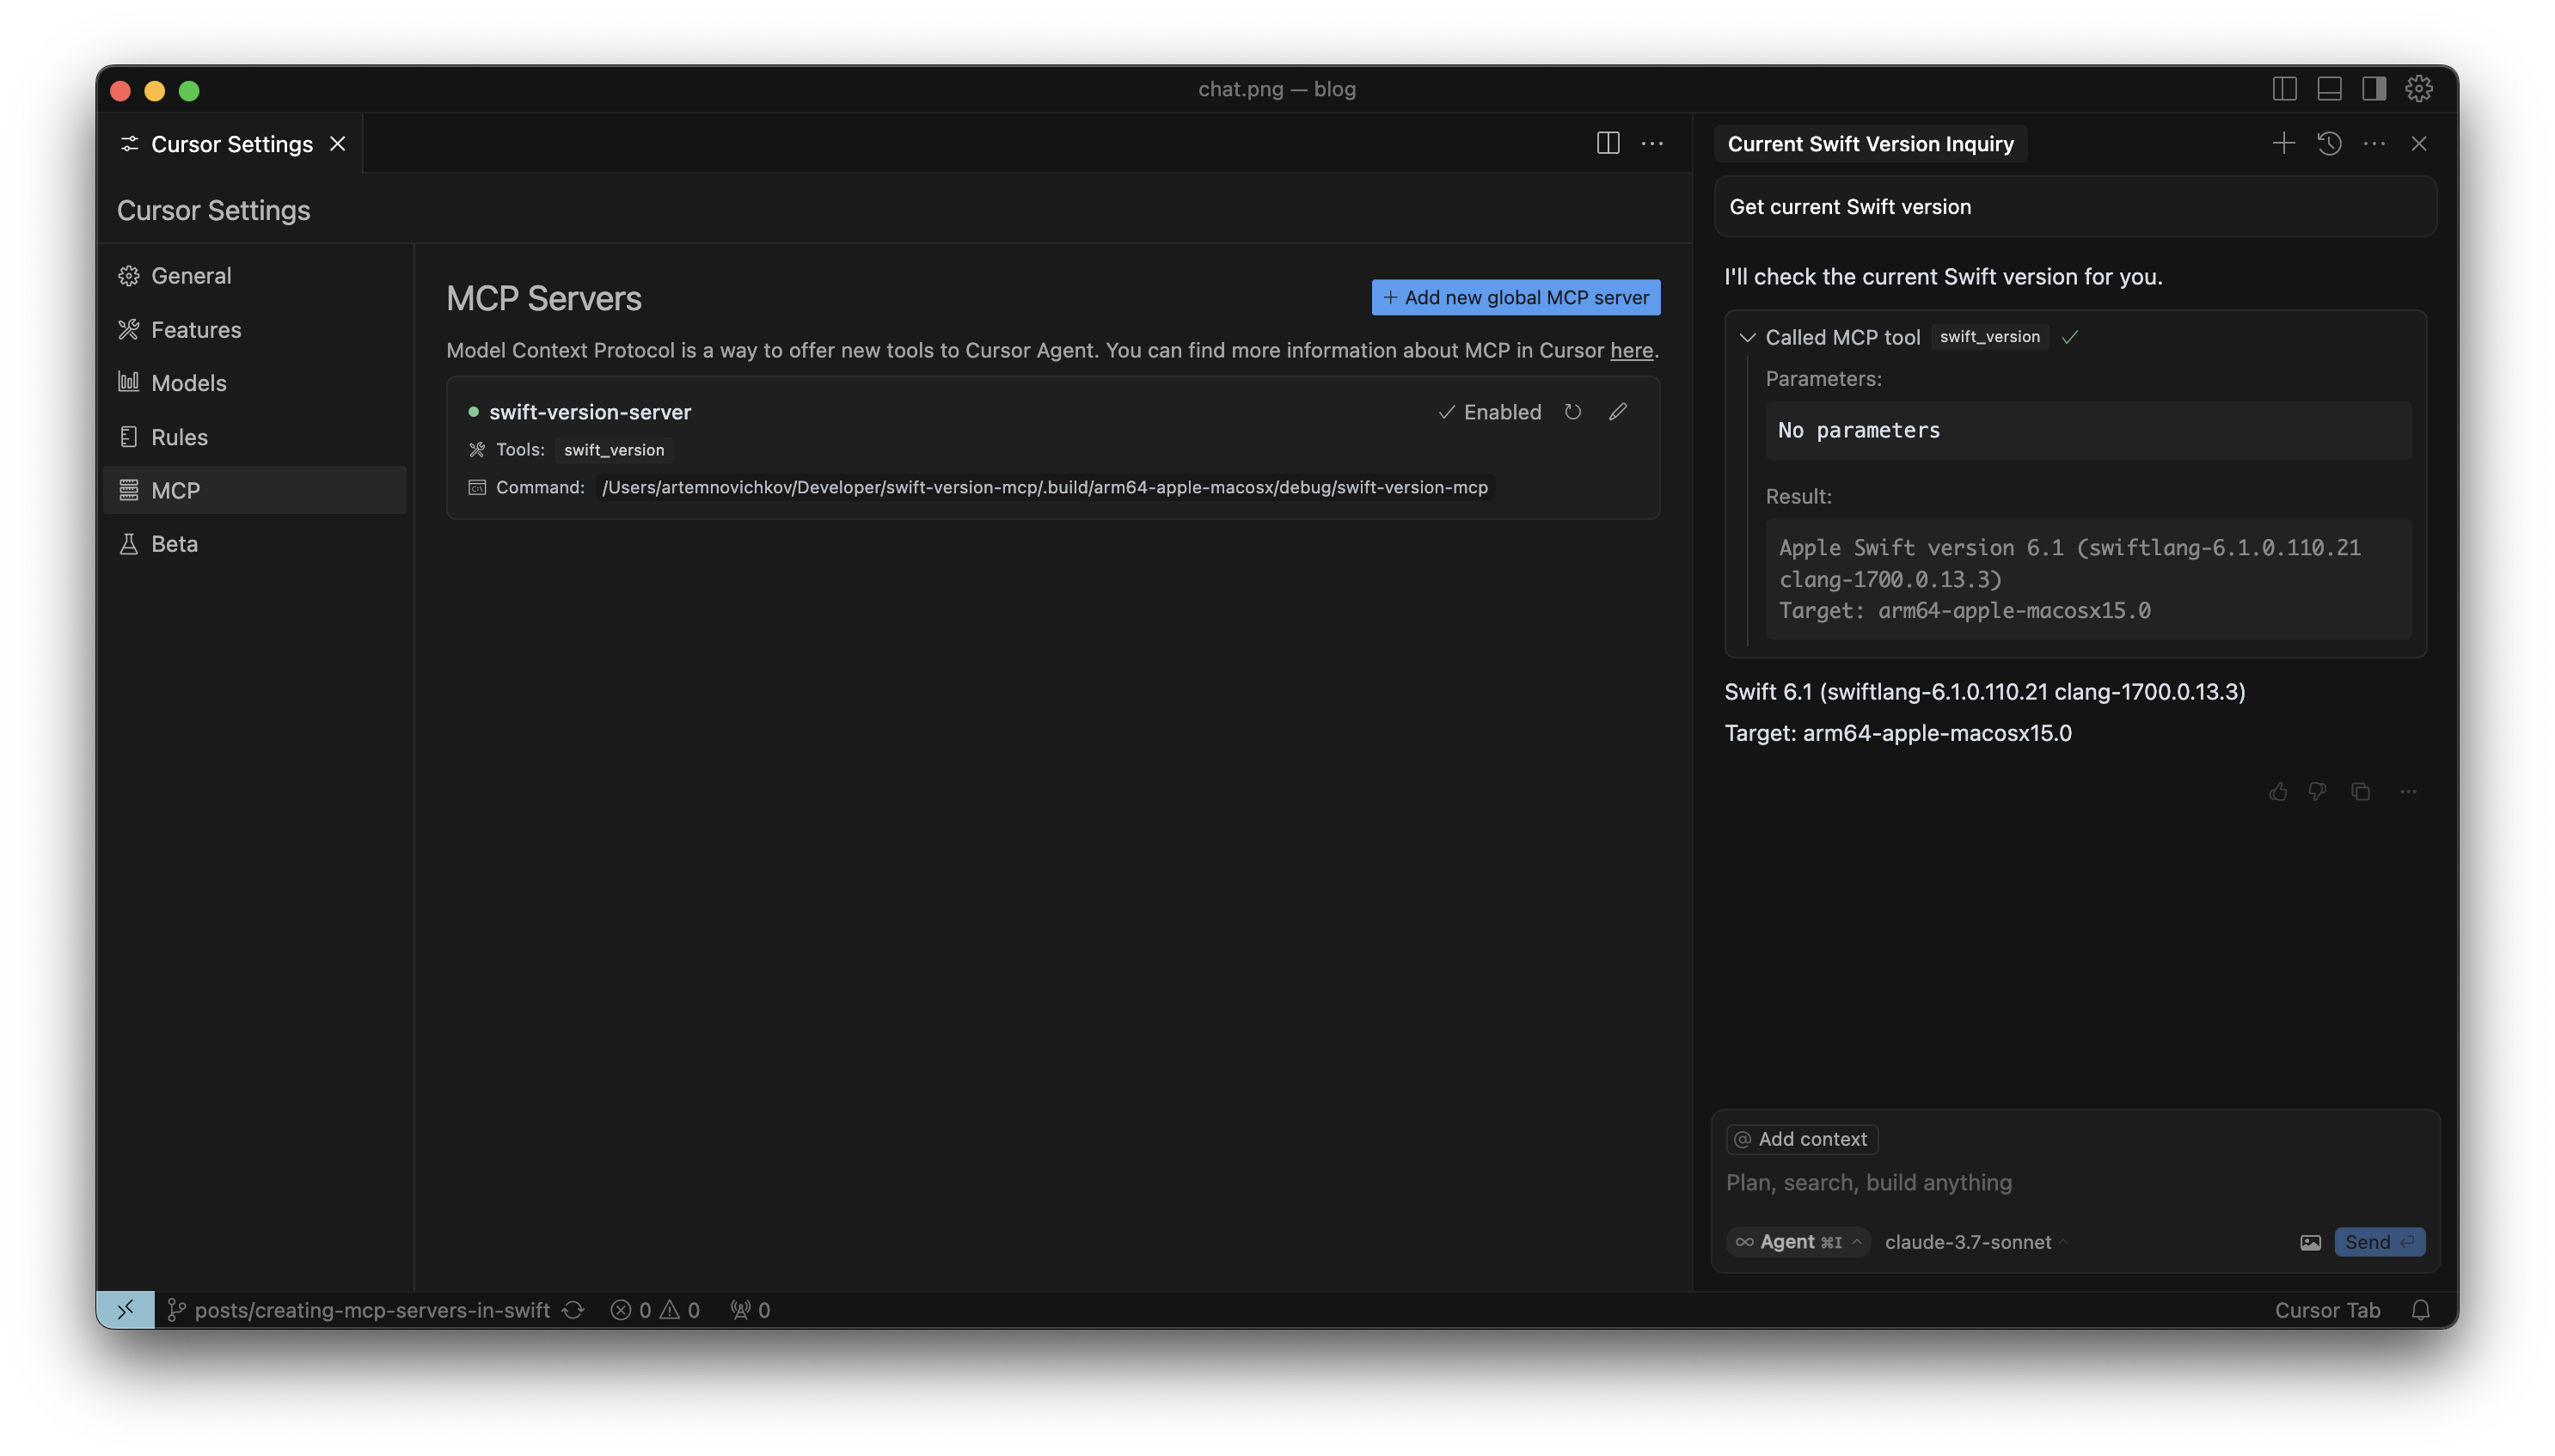 chat.png — blog
Cursor Settings
Cursor Settings
General
Features
Models
Rules
MCP
Beta
MCP Servers
Add new global MCP server
Model Context Protocol is a way to offer new tools to Cursor Agent. You can find more information about MCP in Cursor here.
swift-version-server
Enabled
Tools: swift_version
Command: /Users/artemnovichkov/Developer/swift-version-mcp/.build/arm64-apple-macosx/debug/swift-version-mcp
Current Swift Version Inquiry
Get current Swift version
I'll check the current Swift version for you.
Called MCP tool swift_version
Parameters:
No parameters
Result:
Apple Swift version 6.1 (swiftlang-6.1.0.110.21
clang-1700.0.13.3)
Target: arm64-apple-macosx15.0
Swift 6.1 (swiftlang-6.1.0.110.21 clang-1700.0.13.3)
Target: arm64-apple-macosx15.0
@ Add context
Plan, search, build anything
∞ Agent ⌘I claude-3.7-sonnet
Send
posts/creating-mcp-servers-in-swift 0 0 0
Cursor Tab